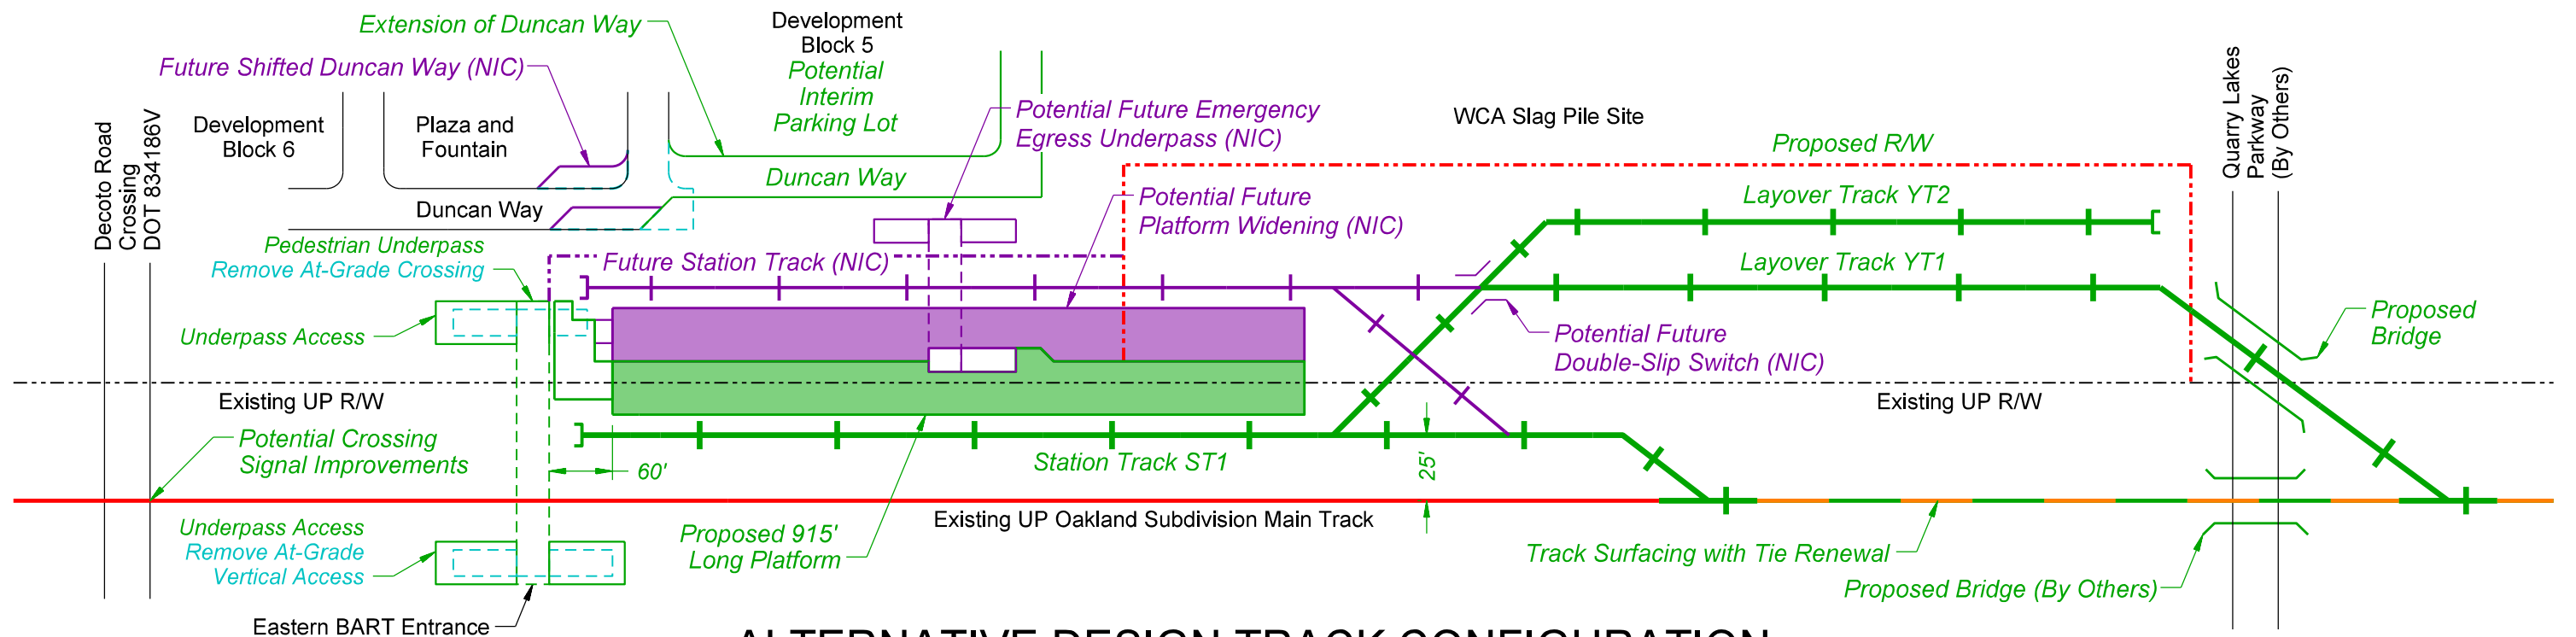 Extension of Duncan Way
Development
Block 5
Potential
Interim
Parking Lot
Future Shifted Duncan Way (NIC)
Decoto Road
Crossing
DOT 834186V
Development
Block 6
Plaza and
Fountain
Potential Future Emergency
Egress Underpass (NIC)
WCA Slag Pile Site
Proposed R/W
Quarry Lakes
Parkway
(By Others)
Duncan Way
Duncan Way
Potential Future
Platform Widening (NIC)
Layover Track YT2
Pedestrian Underpass
Remove At-Grade Crossing
Future Station Track (NIC)
Layover Track YT1
Underpass Access
Potential Future
Double-Slip Switch (NIC)
Proposed
Bridge
Existing UP R/W
Existing UP R/W
Potential Crossing
Signal Improvements
60'
Station Track ST1
25'
Existing UP Oakland Subdivision Main Track
Underpass Access
Remove At-Grade
Vertical Access
Proposed 915'
Long Platform
Track Surfacing with Tie Renewal
Proposed Bridge (By Others)
Eastern BART Entrance
ALTERNATIVE DESIGN TRACK CONFIGURATION